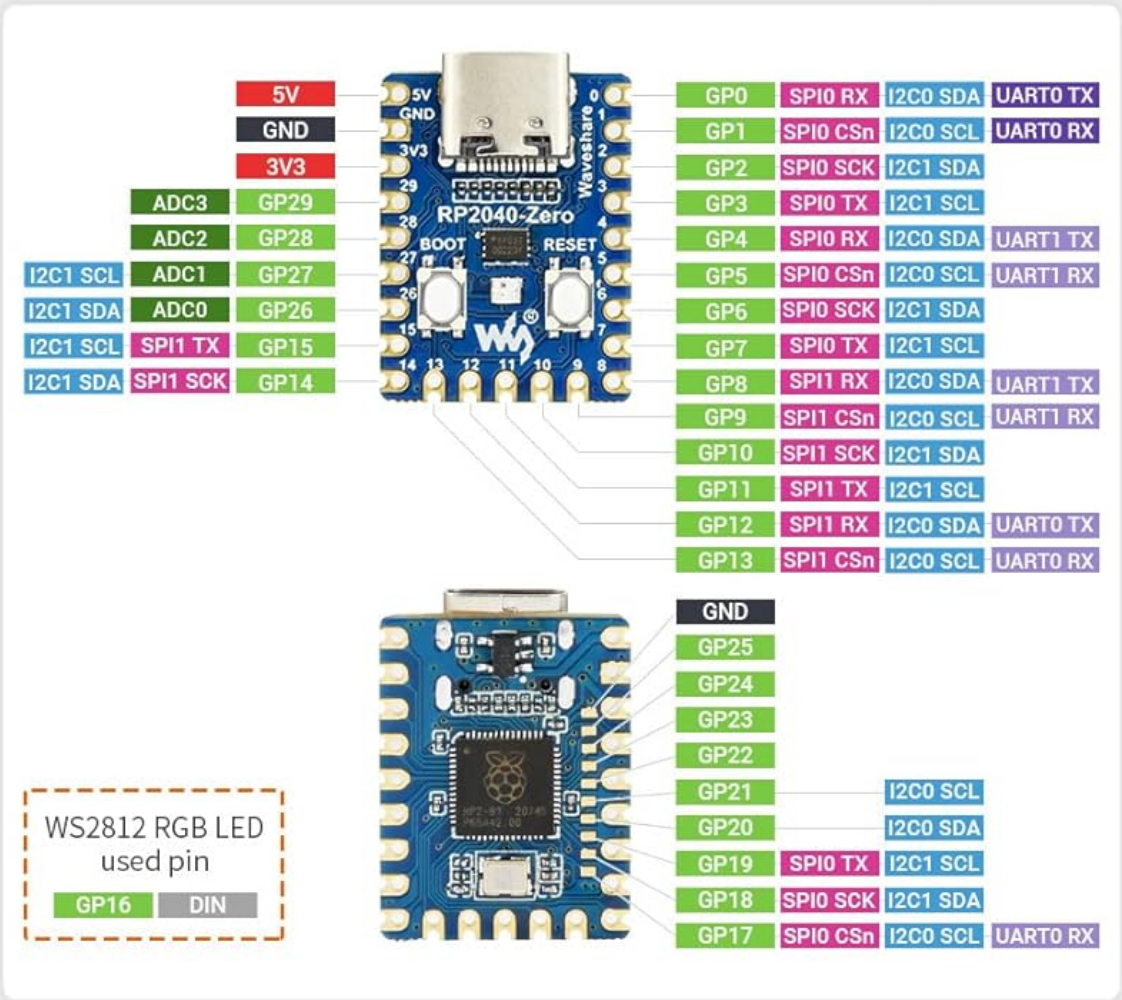 5V
GND
3V3
ADC3 GP29
ADC2 GP28
I2C1 SCL ADC1 GP27
I2C1 SDA ADC0 GP26
I2C1 SCL SPI1 TX GP15
I2C1 SDA SPI1 SCK GP14
5V
GND
3V3
29
28
27
26
15
14 13 12 11 10 9 8
0
1
2
3
4
5
6
7
Waveshare
RP2040-Zero
BOOT RESET
GP0 SPI0 RX I2C0 SDA UART0 TX
GP1 SPI0 CSn I2C0 SCL UART0 RX
GP2 SPI0 SCK I2C1 SDA
GP3 SPI0 TX I2C1 SCL
GP4 SPI0 RX I2C0 SDA UART1 TX
GP5 SPI0 CSn I2C0 SCL UART1 RX
GP6 SPI0 SCK I2C1 SDA
GP7 SPI0 TX I2C1 SCL
GP8 SPI1 RX I2C0 SDA UART1 TX
GP9 SPI1 CSn I2C0 SCL UART1 RX
GP10 SPI1 SCK I2C1 SDA
GP11 SPI1 TX I2C1 SCL
GP12 SPI1 RX I2C0 SDA UART0 TX
GP13 SPI1 CSn I2C0 SCL UART0 RX
GND
GP25
GP24
GP23
GP22
GP21 I2C0 SCL
GP20 I2C0 SDA
GP19 SPI0 TX I2C1 SCL
GP18 SPI0 SCK I2C1 SDA
GP17 SPI0 CSn I2C0 SCL UART0 RX
WS2812 RGB LED
used pin
GP16 DIN